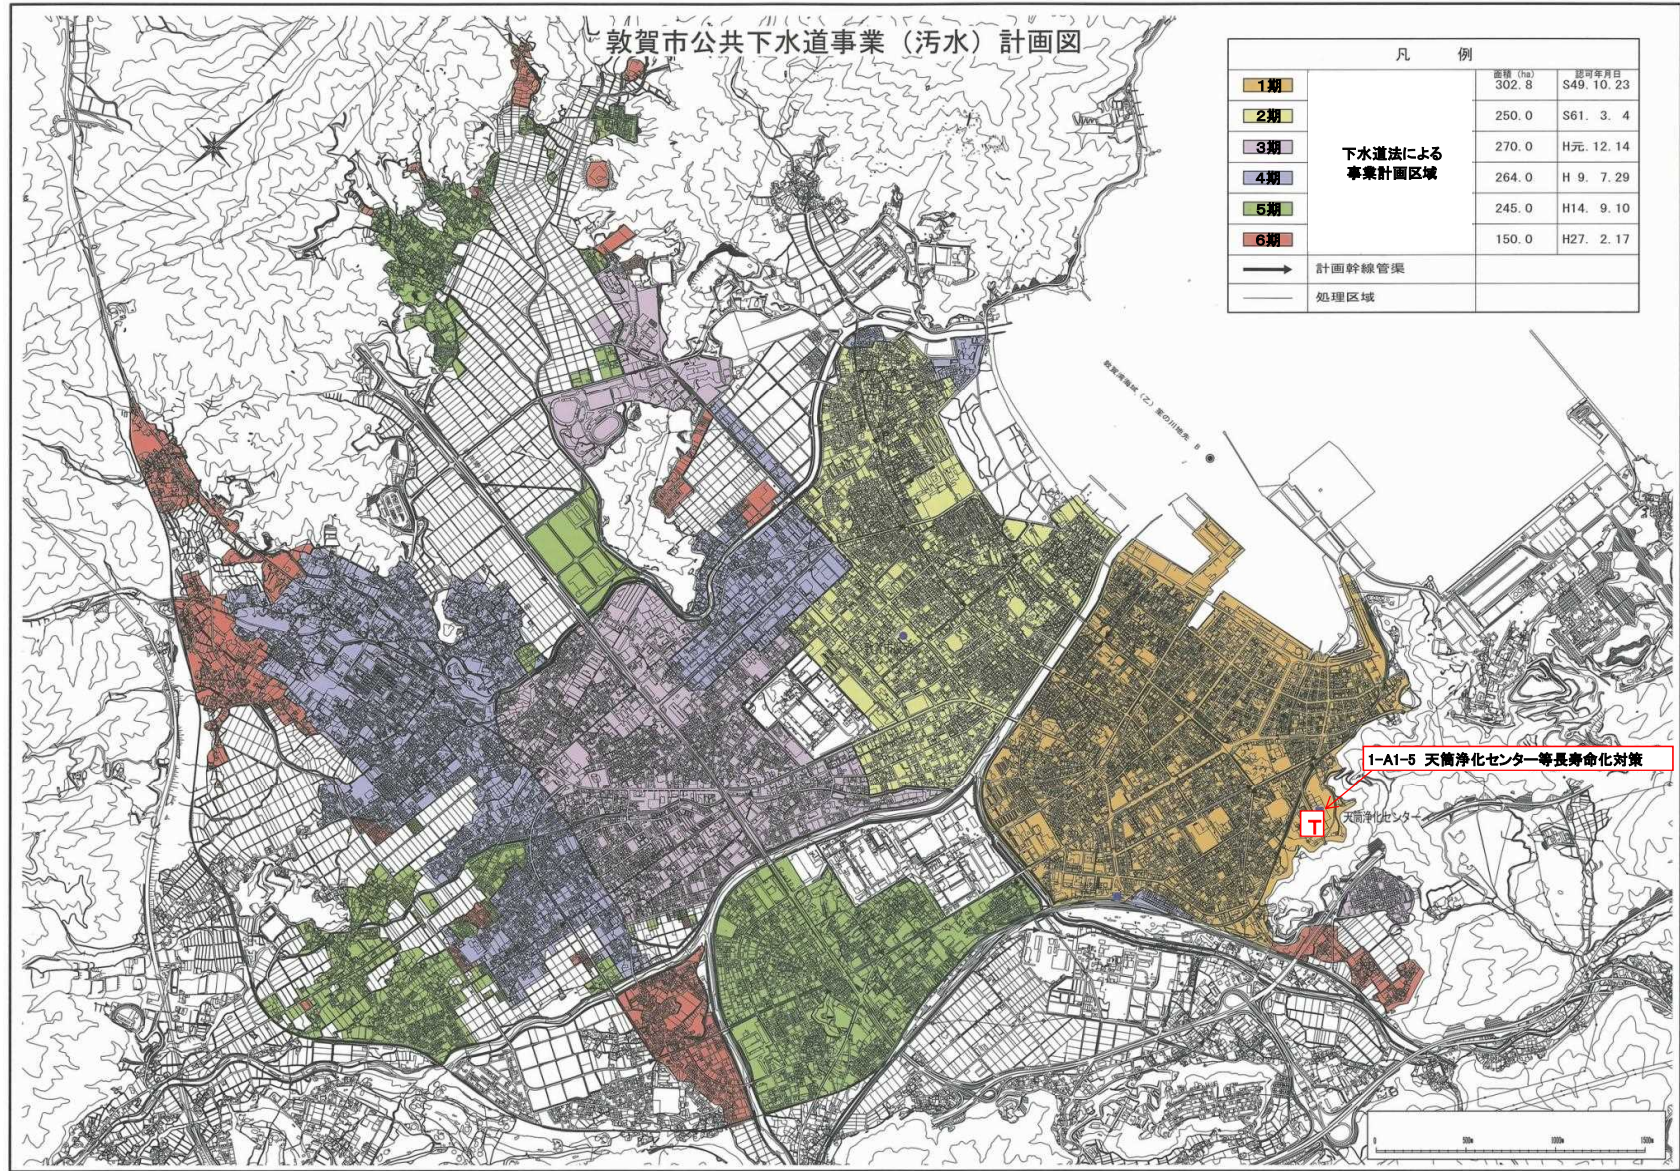 敦賀市公共下水道事業（汚水）計画図
凡　例
面積（ha）　認可年月日
1期　302.8　S49.10.23
2期　250.0　S61. 3. 4
3期　270.0　H元.12.14
下水道法による
事業計画区域
4期　264.0　H 9. 7.29
5期　245.0　H14. 9.10
6期　150.0　H27. 2.17
計画幹線管渠
処理区域
1-A1-5 天筒浄化センター等長寿命化対策
T
天筒浄化センター
0　500m　1000m　1500m